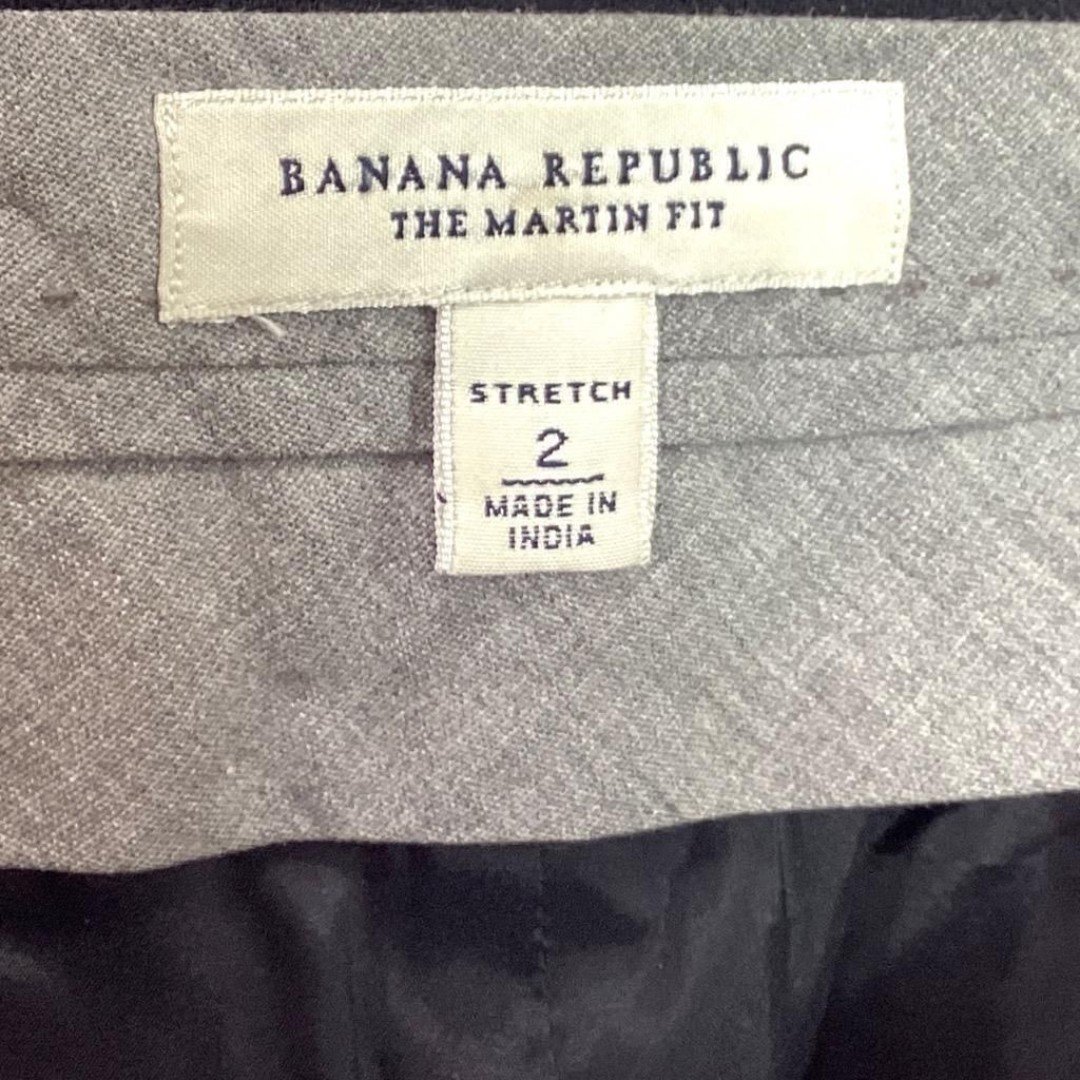 BANANA REPUBLIC
THE MARTIN FIT
STRETCH
2
MADE IN
INDIA